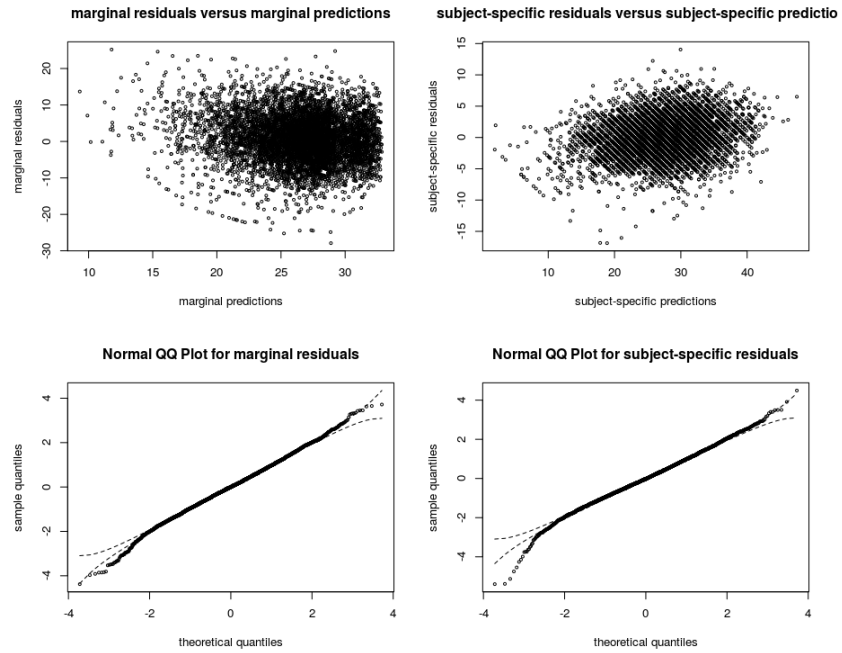 marginal residuals versus marginal predictions
20
10
0
-10
-20
-30
marginal residuals
10 15 20 25 30
marginal predictions
subject-specific residuals versus subject-specific predictio
15
10
5
0
-5
-10
-15
subject-specific residuals
10 20 30 40
subject-specific predictions
Normal QQ Plot for marginal residuals
4
2
0
-2
-4
sample quantiles
-4 -2 0 2 4
theoretical quantiles
Normal QQ Plot for subject-specific residuals
4
2
0
-2
-4
sample quantiles
-4 -2 0 2 4
theoretical quantiles